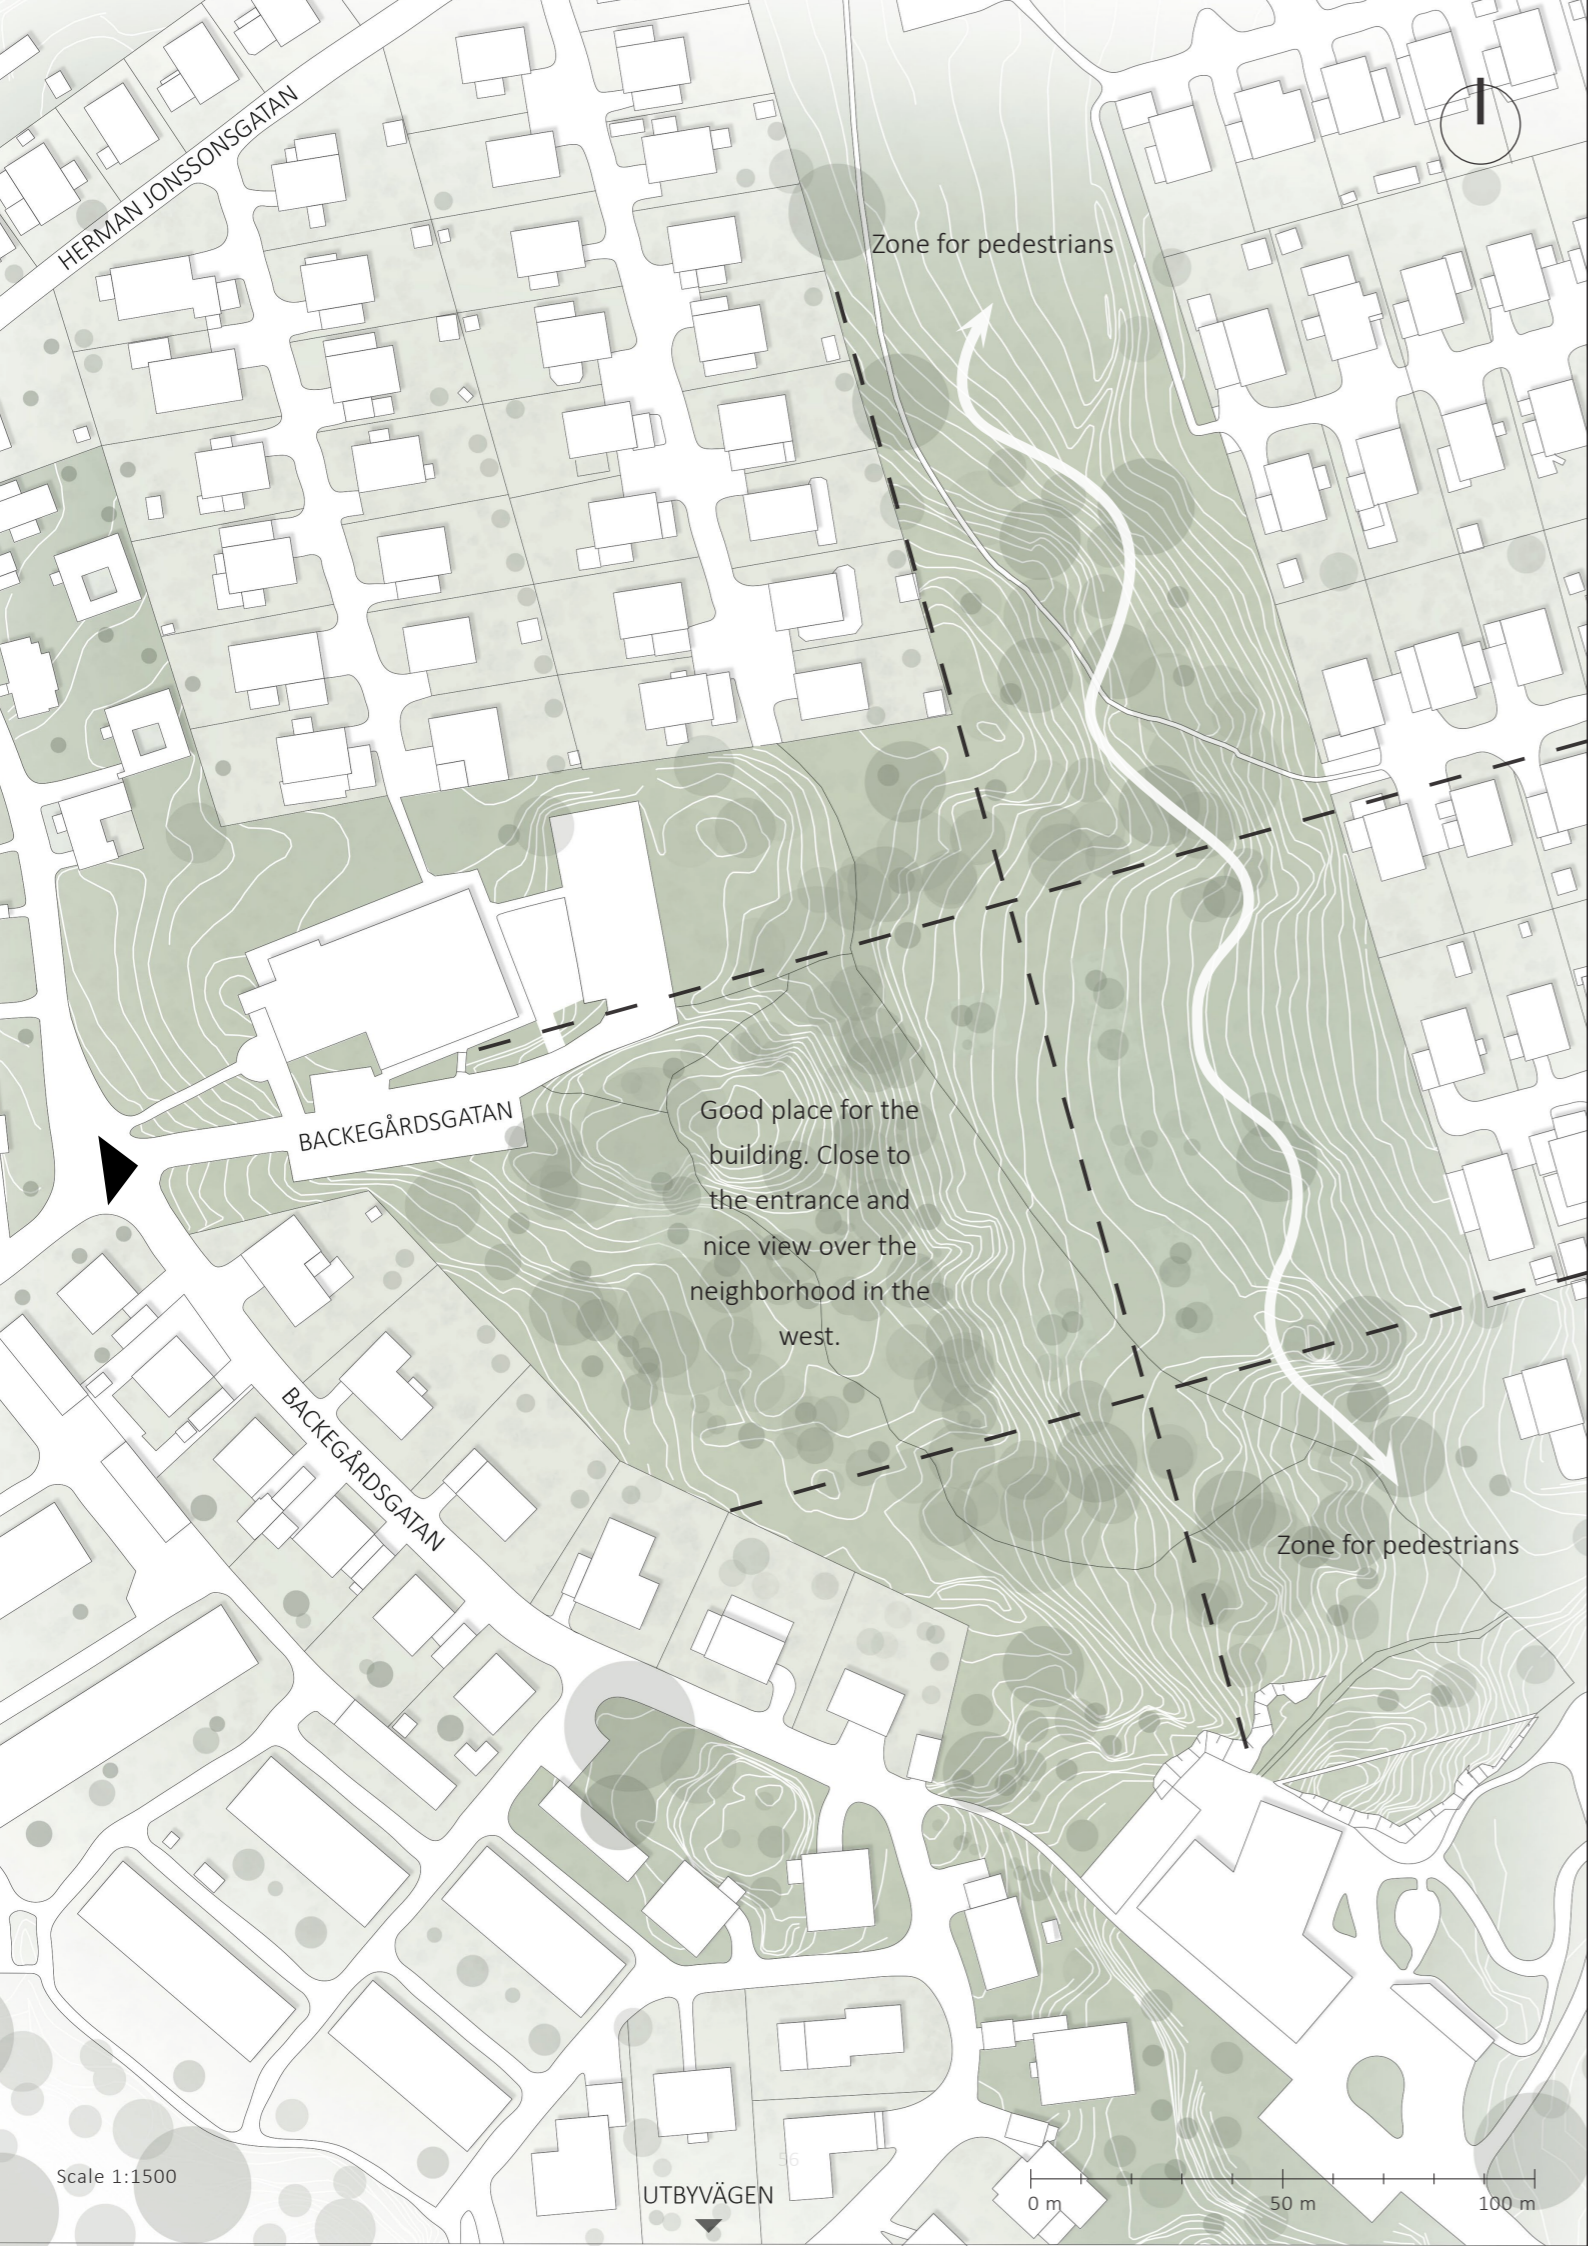 HERMAN JONSSONSGATAN
Zone for pedestrians
BACKEGÅRDSGATAN
Good place for the
building. Close to
the entrance and
nice view over the
neighborhood in the
west.
BACKEGÅRDSGATAN
Zone for pedestrians
56
Scale 1:1500
UTBYVÄGEN
0 m
50 m
100 m